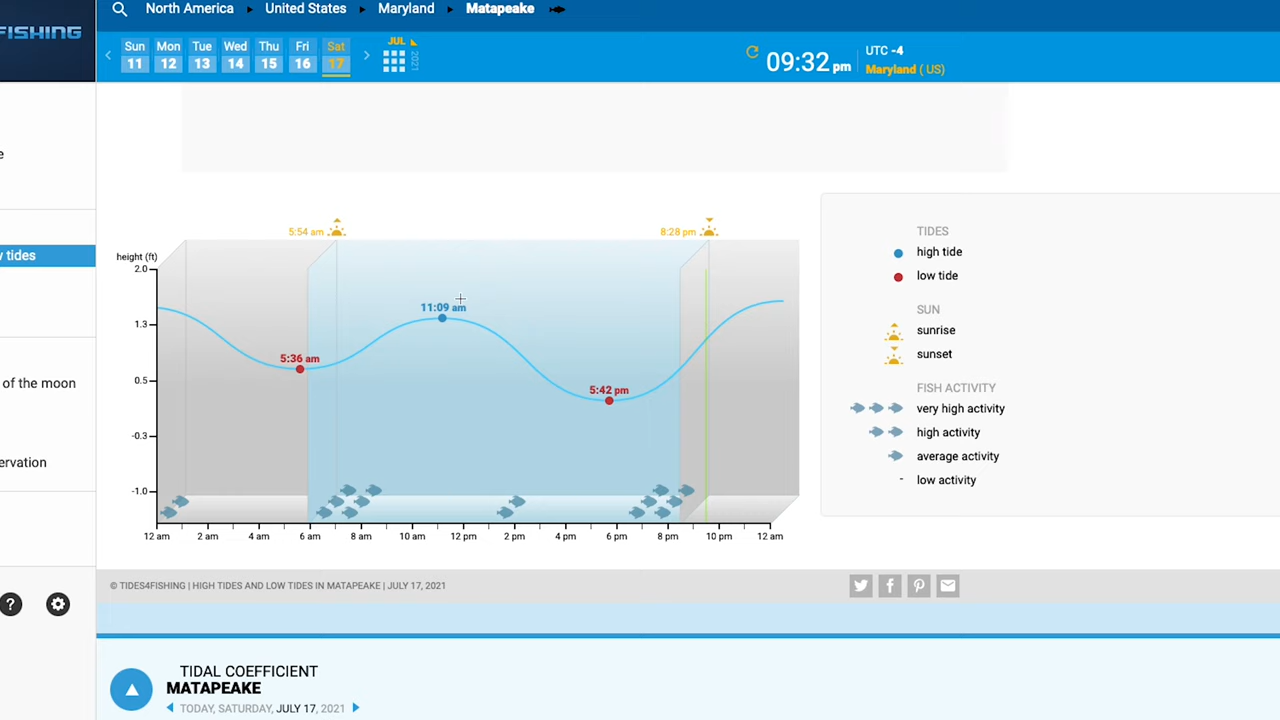 North America United States Maryland Matapeake
FISHING
Sun Mon Tue Wed Thu Fri Sat
11 12 13 14 15 16 17
JUL
2021
09:32 pm
UTC -4
Maryland ( US)
e
w tides
of the moon
ervation
?
5:54 am
8:28 pm
height (ft)
2.0
1.3
0.5
-0.3
-1.0
11:09 am
5:36 am
5:42 pm
12 am 2 am 4 am 6 am 8 am 10 am 12 pm 2 pm 4 pm 6 pm 8 pm 10 pm 12 am
TIDES
high tide
low tide
SUN
sunrise
sunset
FISH ACTIVITY
very high activity
high activity
average activity
- low activity
© TIDES4FISHING | HIGH TIDES AND LOW TIDES IN MATAPEAKE | JULY 17, 2021
TIDAL COEFFICIENT
MATAPEAKE
TODAY, SATURDAY, JULY 17, 2021